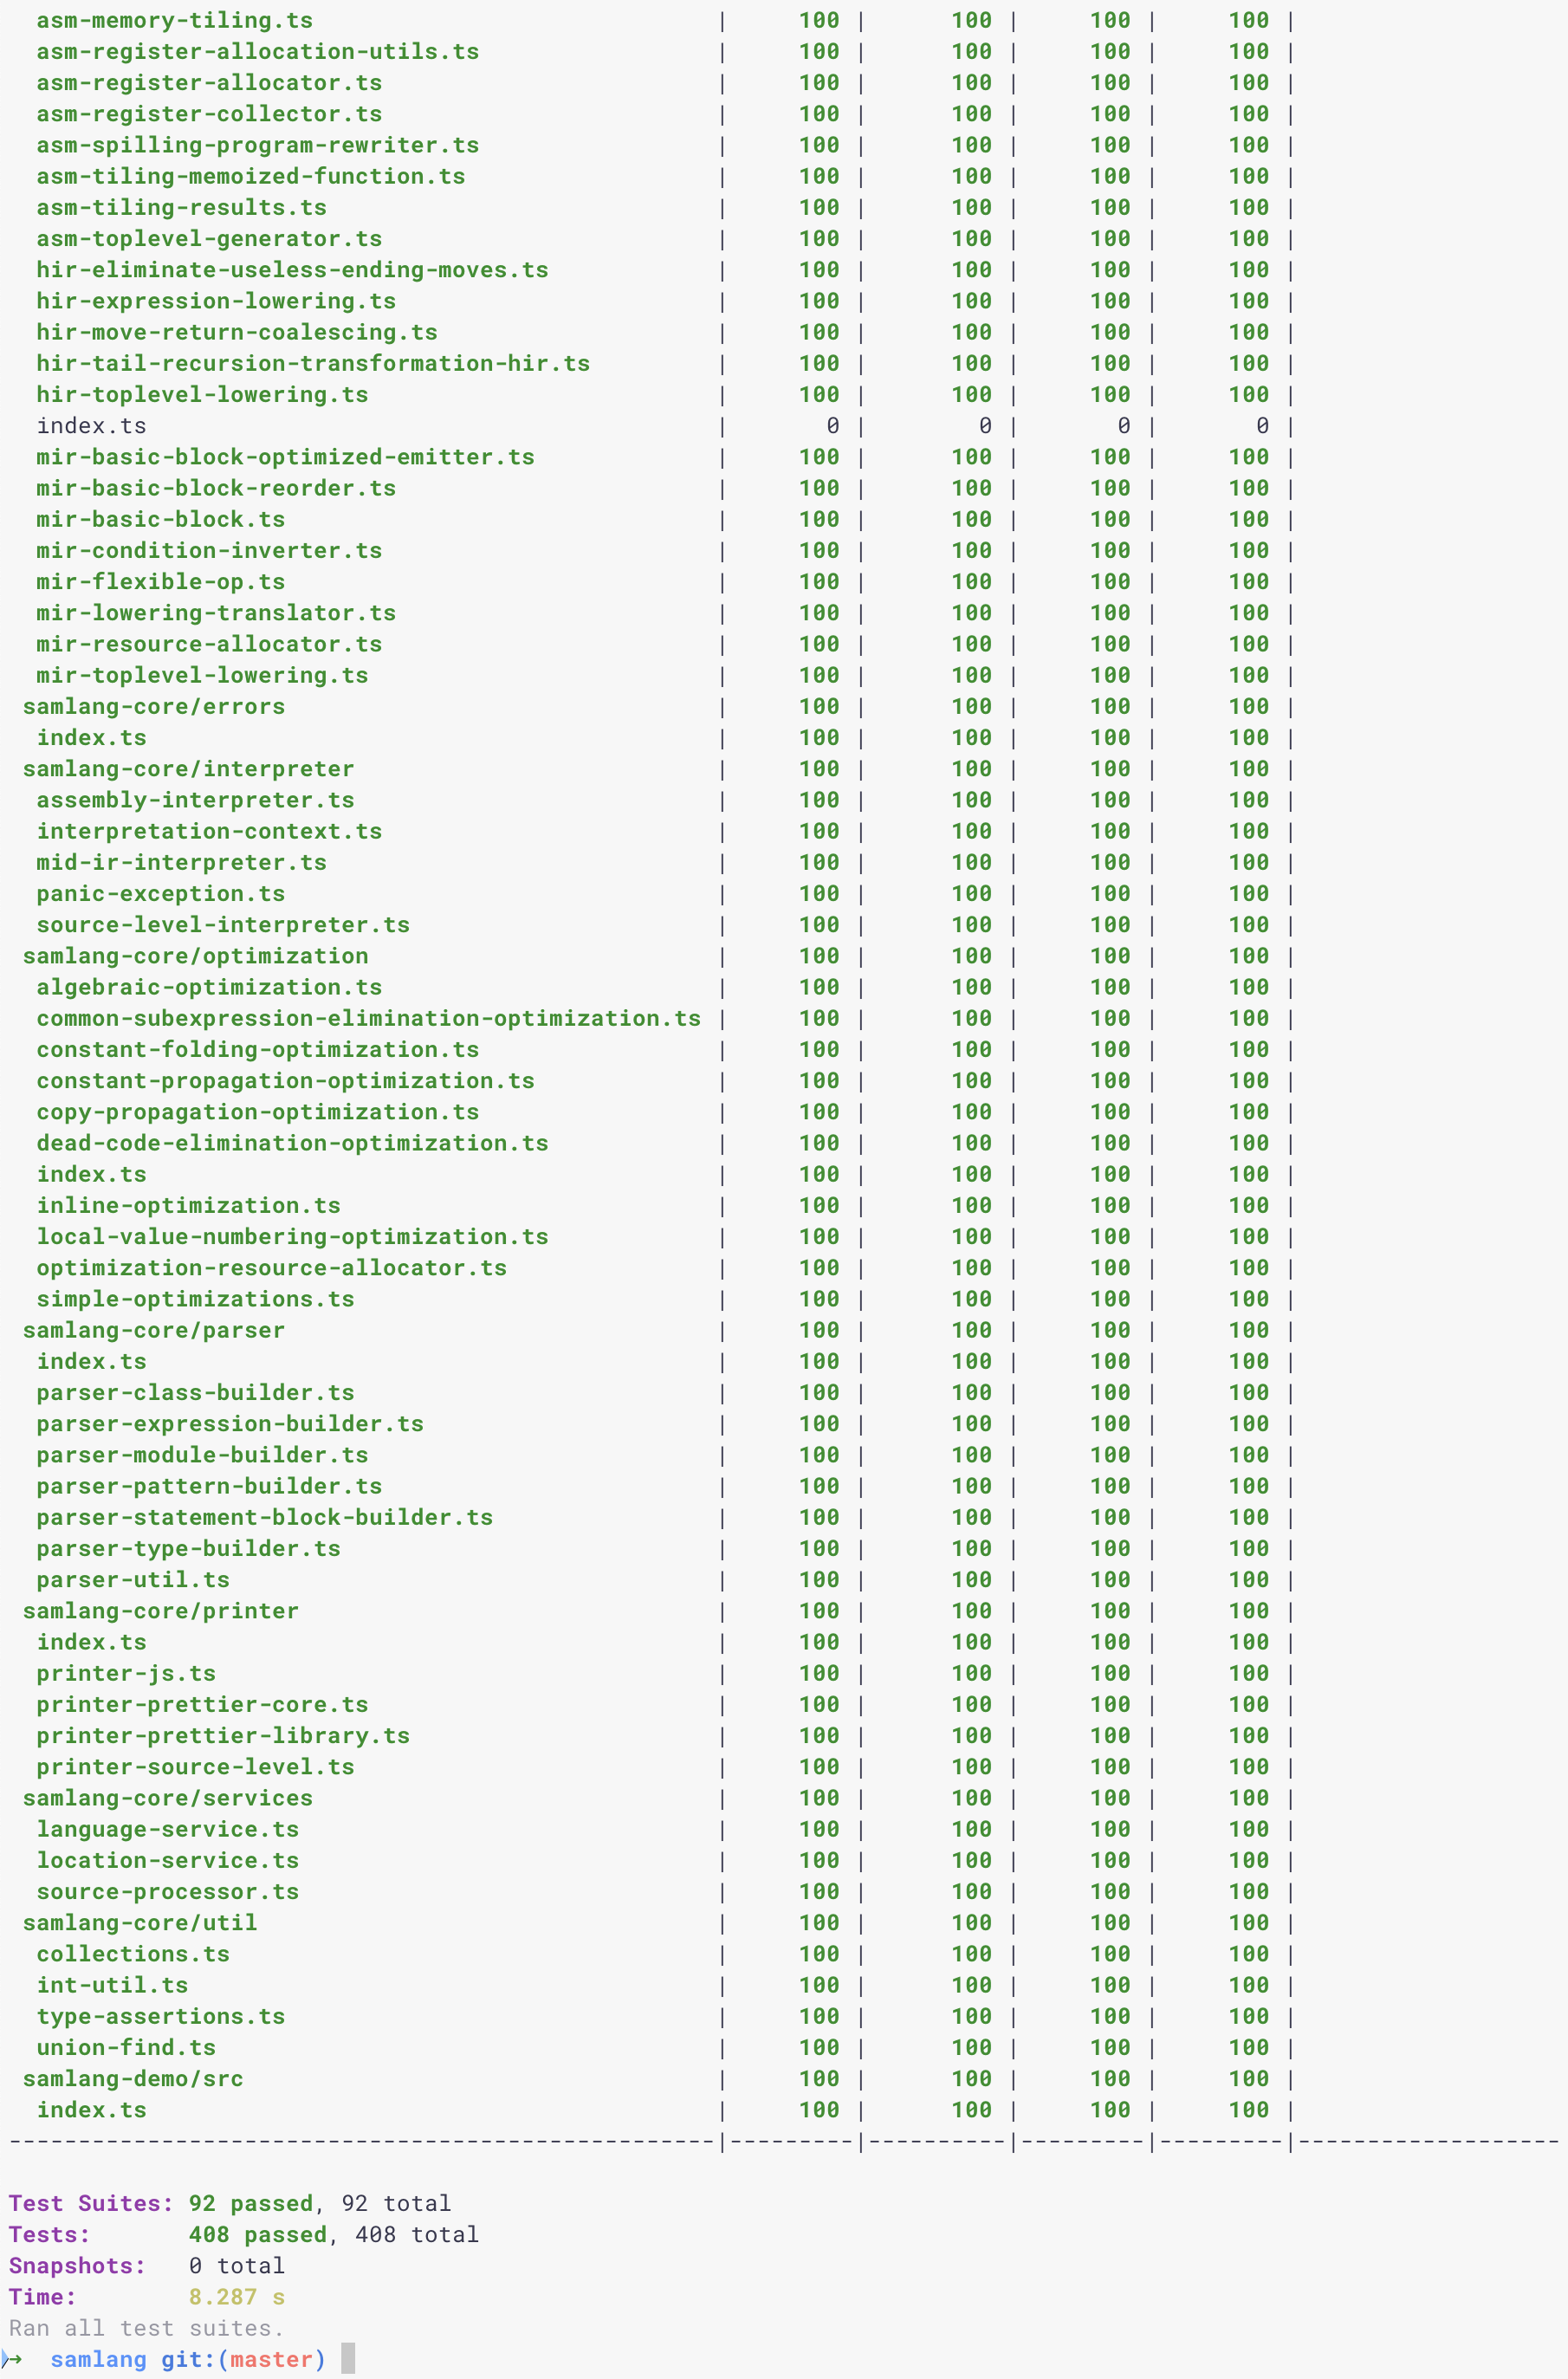 asm-memory-tiling.ts | 100 | 100 | 100 | 100 |
asm-register-allocation-utils.ts | 100 | 100 | 100 | 100 |
asm-register-allocator.ts | 100 | 100 | 100 | 100 |
asm-register-collector.ts | 100 | 100 | 100 | 100 |
asm-spilling-program-rewriter.ts | 100 | 100 | 100 | 100 |
asm-tiling-memoized-function.ts | 100 | 100 | 100 | 100 |
asm-tiling-results.ts | 100 | 100 | 100 | 100 |
asm-toplevel-generator.ts | 100 | 100 | 100 | 100 |
hir-eliminate-useless-ending-moves.ts | 100 | 100 | 100 | 100 |
hir-expression-lowering.ts | 100 | 100 | 100 | 100 |
hir-move-return-coalescing.ts | 100 | 100 | 100 | 100 |
hir-tail-recursion-transformation-hir.ts | 100 | 100 | 100 | 100 |
hir-toplevel-lowering.ts | 100 | 100 | 100 | 100 |
index.ts | 0 | 0 | 0 | 0 |
mir-basic-block-optimized-emitter.ts | 100 | 100 | 100 | 100 |
mir-basic-block-reorder.ts | 100 | 100 | 100 | 100 |
mir-basic-block.ts | 100 | 100 | 100 | 100 |
mir-condition-inverter.ts | 100 | 100 | 100 | 100 |
mir-flexible-op.ts | 100 | 100 | 100 | 100 |
mir-lowering-translator.ts | 100 | 100 | 100 | 100 |
mir-resource-allocator.ts | 100 | 100 | 100 | 100 |
mir-toplevel-lowering.ts | 100 | 100 | 100 | 100 |
samlang-core/errors | 100 | 100 | 100 | 100 |
index.ts | 100 | 100 | 100 | 100 |
samlang-core/interpreter | 100 | 100 | 100 | 100 |
assembly-interpreter.ts | 100 | 100 | 100 | 100 |
interpretation-context.ts | 100 | 100 | 100 | 100 |
mid-ir-interpreter.ts | 100 | 100 | 100 | 100 |
panic-exception.ts | 100 | 100 | 100 | 100 |
source-level-interpreter.ts | 100 | 100 | 100 | 100 |
samlang-core/optimization | 100 | 100 | 100 | 100 |
algebraic-optimization.ts | 100 | 100 | 100 | 100 |
common-subexpression-elimination-optimization.ts | 100 | 100 | 100 | 100 |
constant-folding-optimization.ts | 100 | 100 | 100 | 100 |
constant-propagation-optimization.ts | 100 | 100 | 100 | 100 |
copy-propagation-optimization.ts | 100 | 100 | 100 | 100 |
dead-code-elimination-optimization.ts | 100 | 100 | 100 | 100 |
index.ts | 100 | 100 | 100 | 100 |
inline-optimization.ts | 100 | 100 | 100 | 100 |
local-value-numbering-optimization.ts | 100 | 100 | 100 | 100 |
optimization-resource-allocator.ts | 100 | 100 | 100 | 100 |
simple-optimizations.ts | 100 | 100 | 100 | 100 |
samlang-core/parser | 100 | 100 | 100 | 100 |
index.ts | 100 | 100 | 100 | 100 |
parser-class-builder.ts | 100 | 100 | 100 | 100 |
parser-expression-builder.ts | 100 | 100 | 100 | 100 |
parser-module-builder.ts | 100 | 100 | 100 | 100 |
parser-pattern-builder.ts | 100 | 100 | 100 | 100 |
parser-statement-block-builder.ts | 100 | 100 | 100 | 100 |
parser-type-builder.ts | 100 | 100 | 100 | 100 |
parser-util.ts | 100 | 100 | 100 | 100 |
samlang-core/printer | 100 | 100 | 100 | 100 |
index.ts | 100 | 100 | 100 | 100 |
printer-js.ts | 100 | 100 | 100 | 100 |
printer-prettier-core.ts | 100 | 100 | 100 | 100 |
printer-prettier-library.ts | 100 | 100 | 100 | 100 |
printer-source-level.ts | 100 | 100 | 100 | 100 |
samlang-core/services | 100 | 100 | 100 | 100 |
language-service.ts | 100 | 100 | 100 | 100 |
location-service.ts | 100 | 100 | 100 | 100 |
source-processor.ts | 100 | 100 | 100 | 100 |
samlang-core/util | 100 | 100 | 100 | 100 |
collections.ts | 100 | 100 | 100 | 100 |
int-util.ts | 100 | 100 | 100 | 100 |
type-assertions.ts | 100 | 100 | 100 | 100 |
union-find.ts | 100 | 100 | 100 | 100 |
samlang-demo/src | 100 | 100 | 100 | 100 |
index.ts | 100 | 100 | 100 | 100 |
---------------------------------------------------|---------|----------|---------|---------|-------------------
Test Suites: 92 passed, 92 total
Tests: 408 passed, 408 total
Snapshots: 0 total
Time: 8.287 s
Ran all test suites.
→ samlang git:(master)